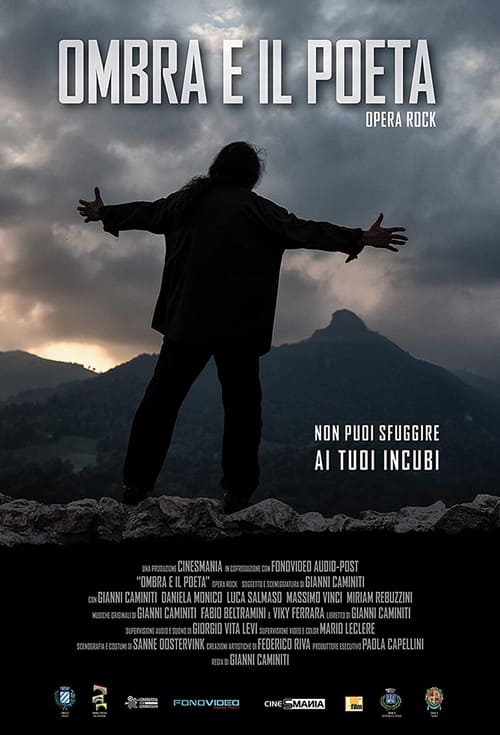 OMBRA E IL POETA
OPERA ROCK
NON PUOI SFUGGIRE
AI TUOI INCUBI
UNA PRODUZIONE CINESMANIA IN COPRODUZIONE CON FONOVIDEO AUDIO-POST
"OMBRA E IL POETA" OPERA ROCK SOGGETTO E SCENEGGIATURA DI GIANNI CAMINITI
CON GIANNI CAMINITI DANIELA MONICO LUCA SALMASO MASSIMO VINCI MIRIAM REBUZZINI
MUSICHE ORIGINALI DI GIANNI CAMINITI FABIO BELTRAMINI E VIKY FERRARA LIBRETTO DI GIANNI CAMINITI
SUPERVISIONE AUDIO E SUONO DI GIORGIO VITA LEVI SUPERVISIONE VIDEO E COLOR MARIO LECLERE
SCENOGRAFIA E COSTUMI DI SANNE OOSTERVINK CREAZIONI ARTISTICHE DI FEDERICO RIVA PRODUTTORE ESECUTIVO PAOLA CAPELLINI
REGIA DI GIANNI CAMINITI
FONOVIDEO CINESMANIA film